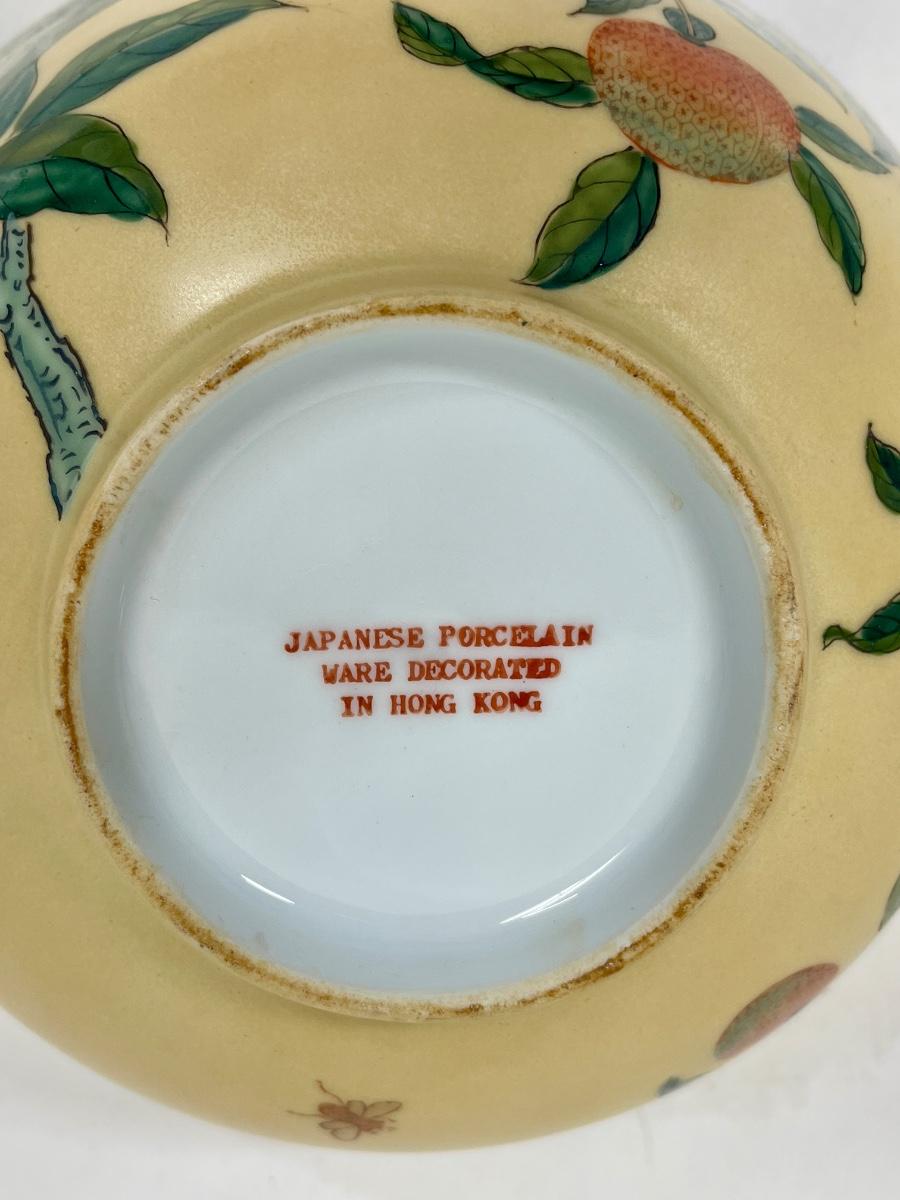 JAPANESE PORCELAIN
WARE DECORATED
IN HONG KONG